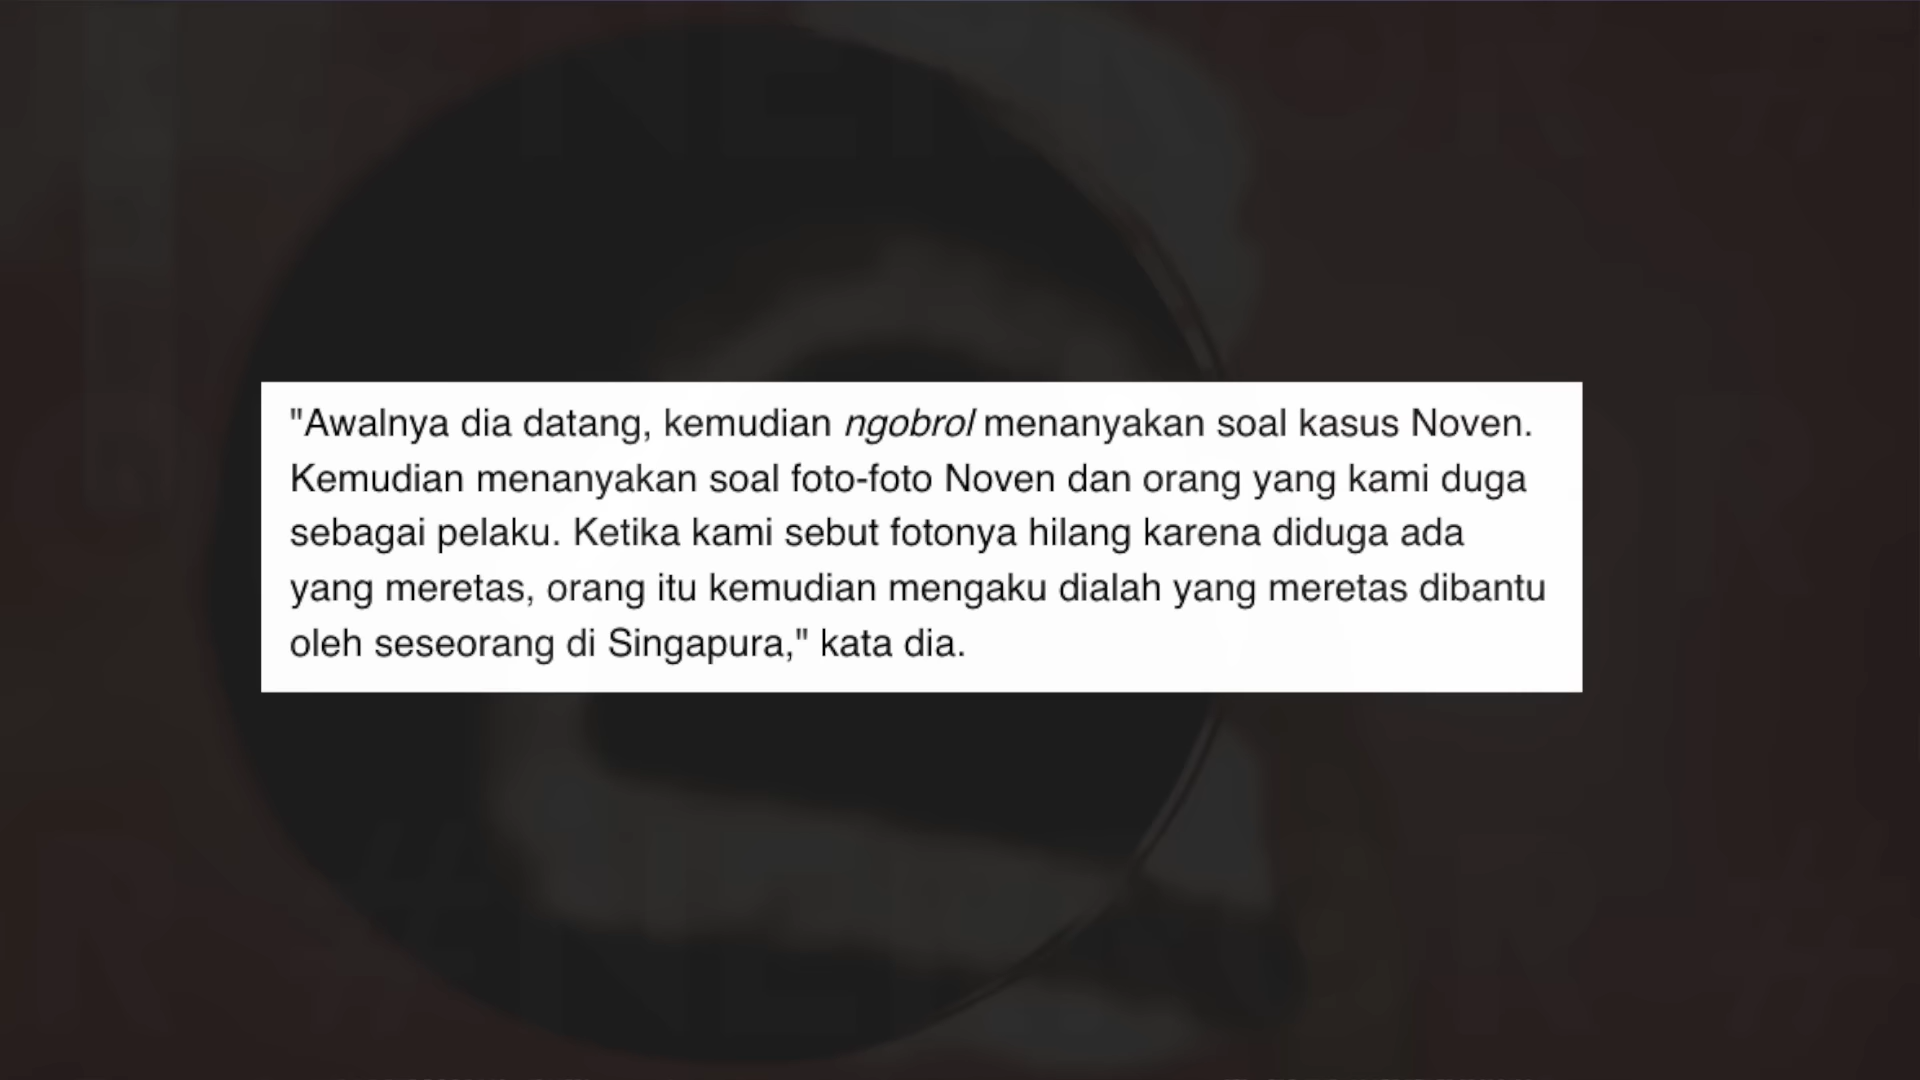 "Awalnya dia datang, kemudian ngobrol menanyakan soal kasus Noven.
Kemudian menanyakan soal foto-foto Noven dan orang yang kami duga
sebagai pelaku. Ketika kami sebut fotonya hilang karena diduga ada
yang meretas, orang itu kemudian mengaku dialah yang meretas dibantu
oleh seseorang di Singapura," kata dia.